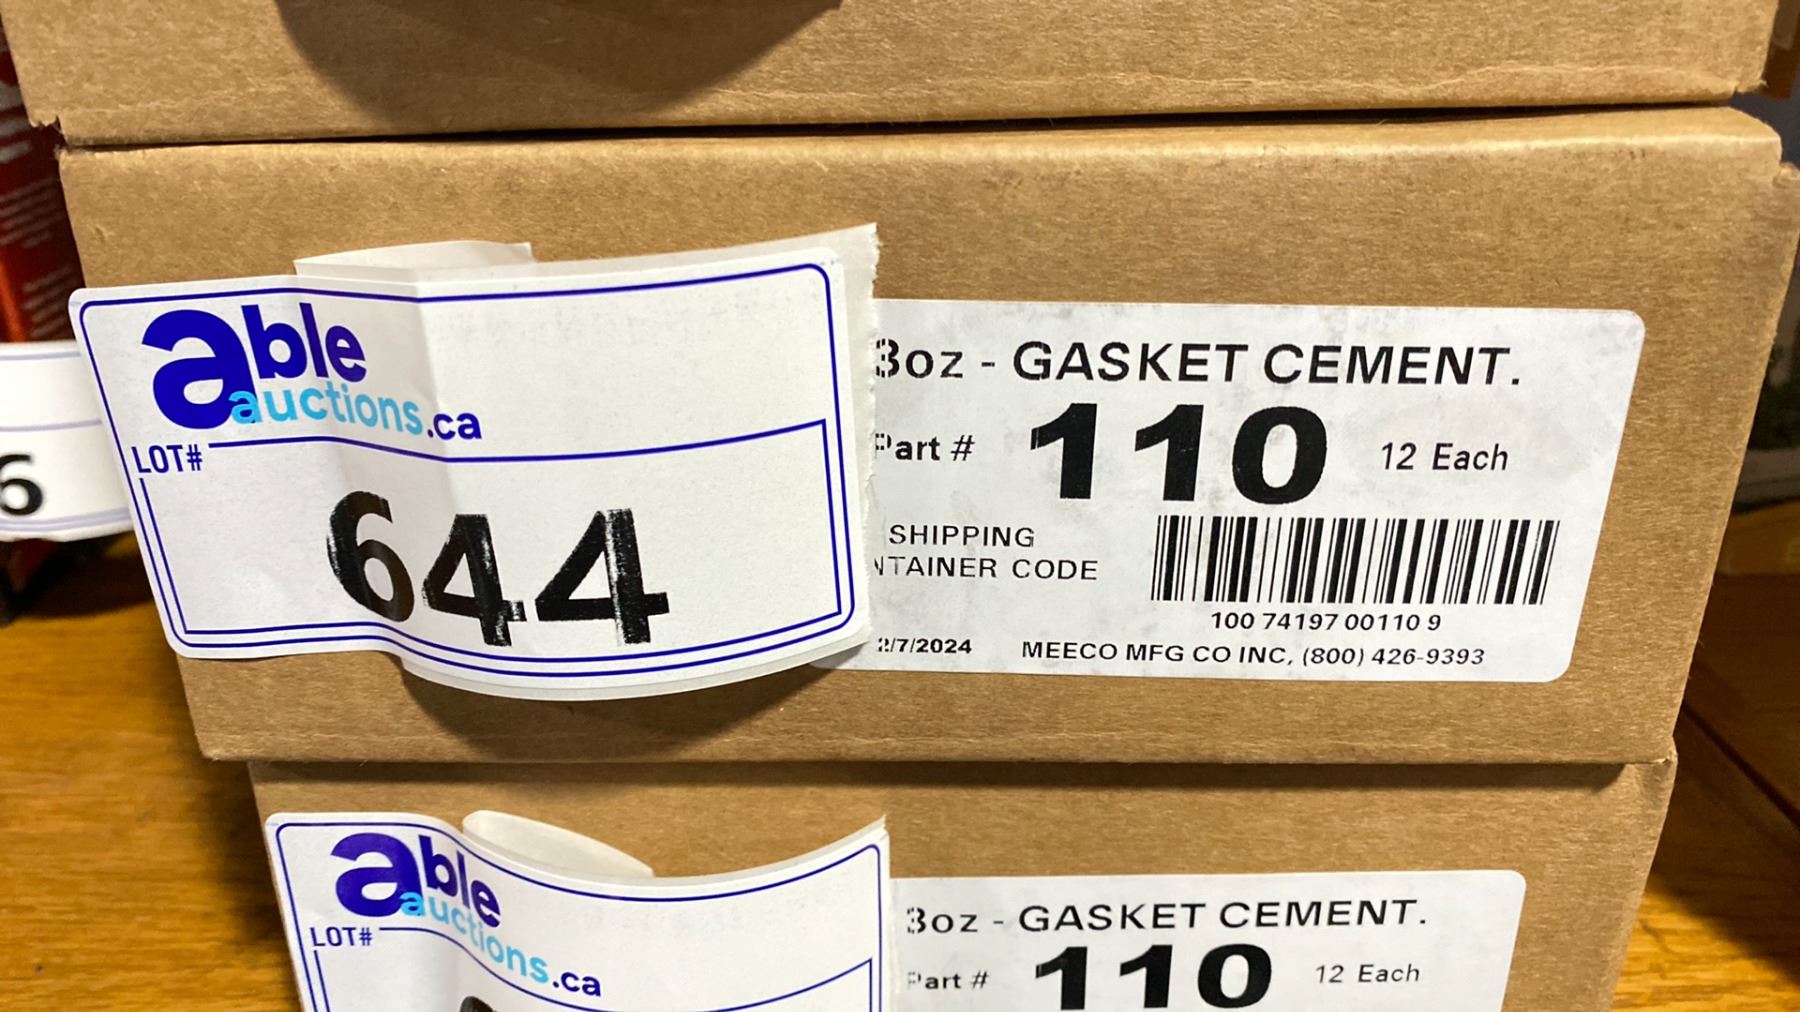 able
auctions.ca
LOT#
644
3oz - GASKET CEMENT.
Part # 110 12 Each
SHIPPING
NTAINER CODE
100 74197 00110 9
2/7/2024 MEECO MFG CO INC, (800) 426-9393
6
able
auctions.ca
LOT#
3oz - GASKET CEMENT.
Part # 110 12 Each